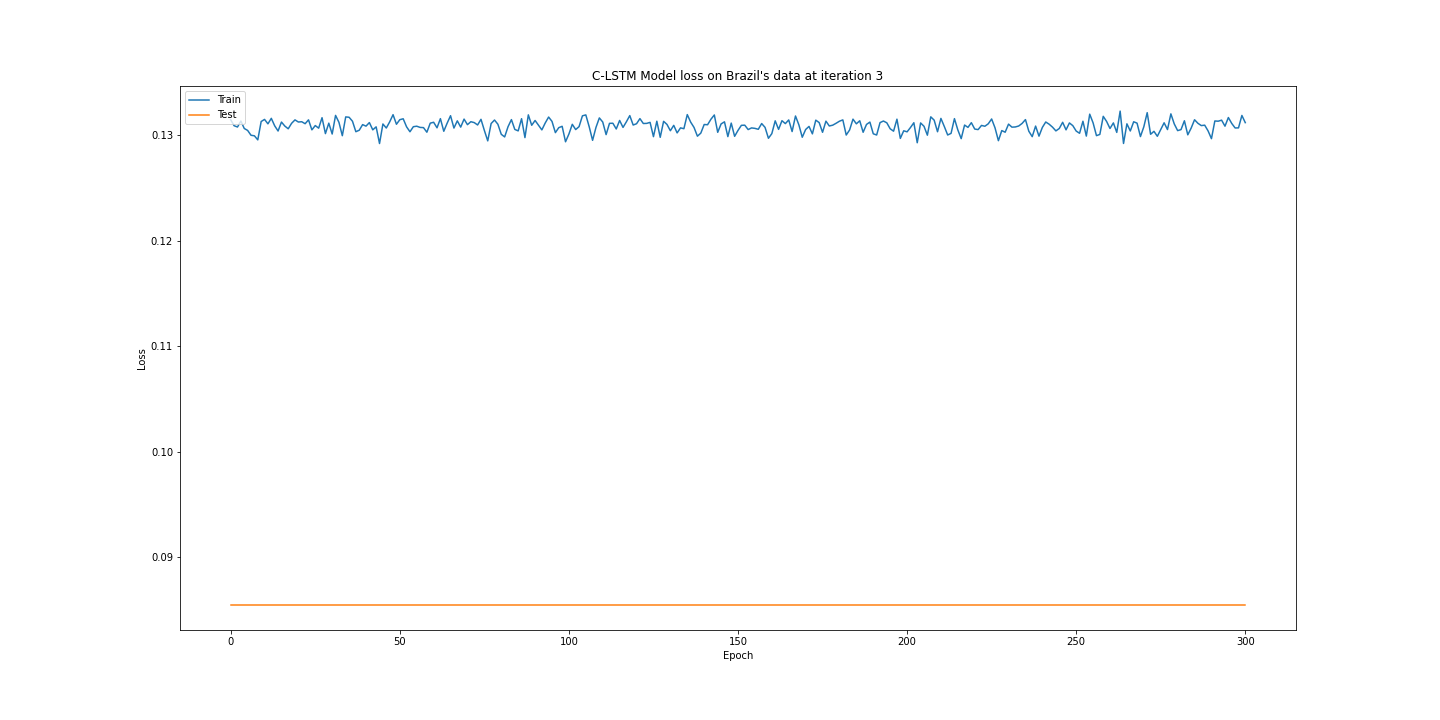 C-LSTM Model loss on Brazil's data at iteration 3
Train
Test
0.13
0.12
0.11
0.10
0.09
Loss
0
50
100
150
200
250
300
Epoch